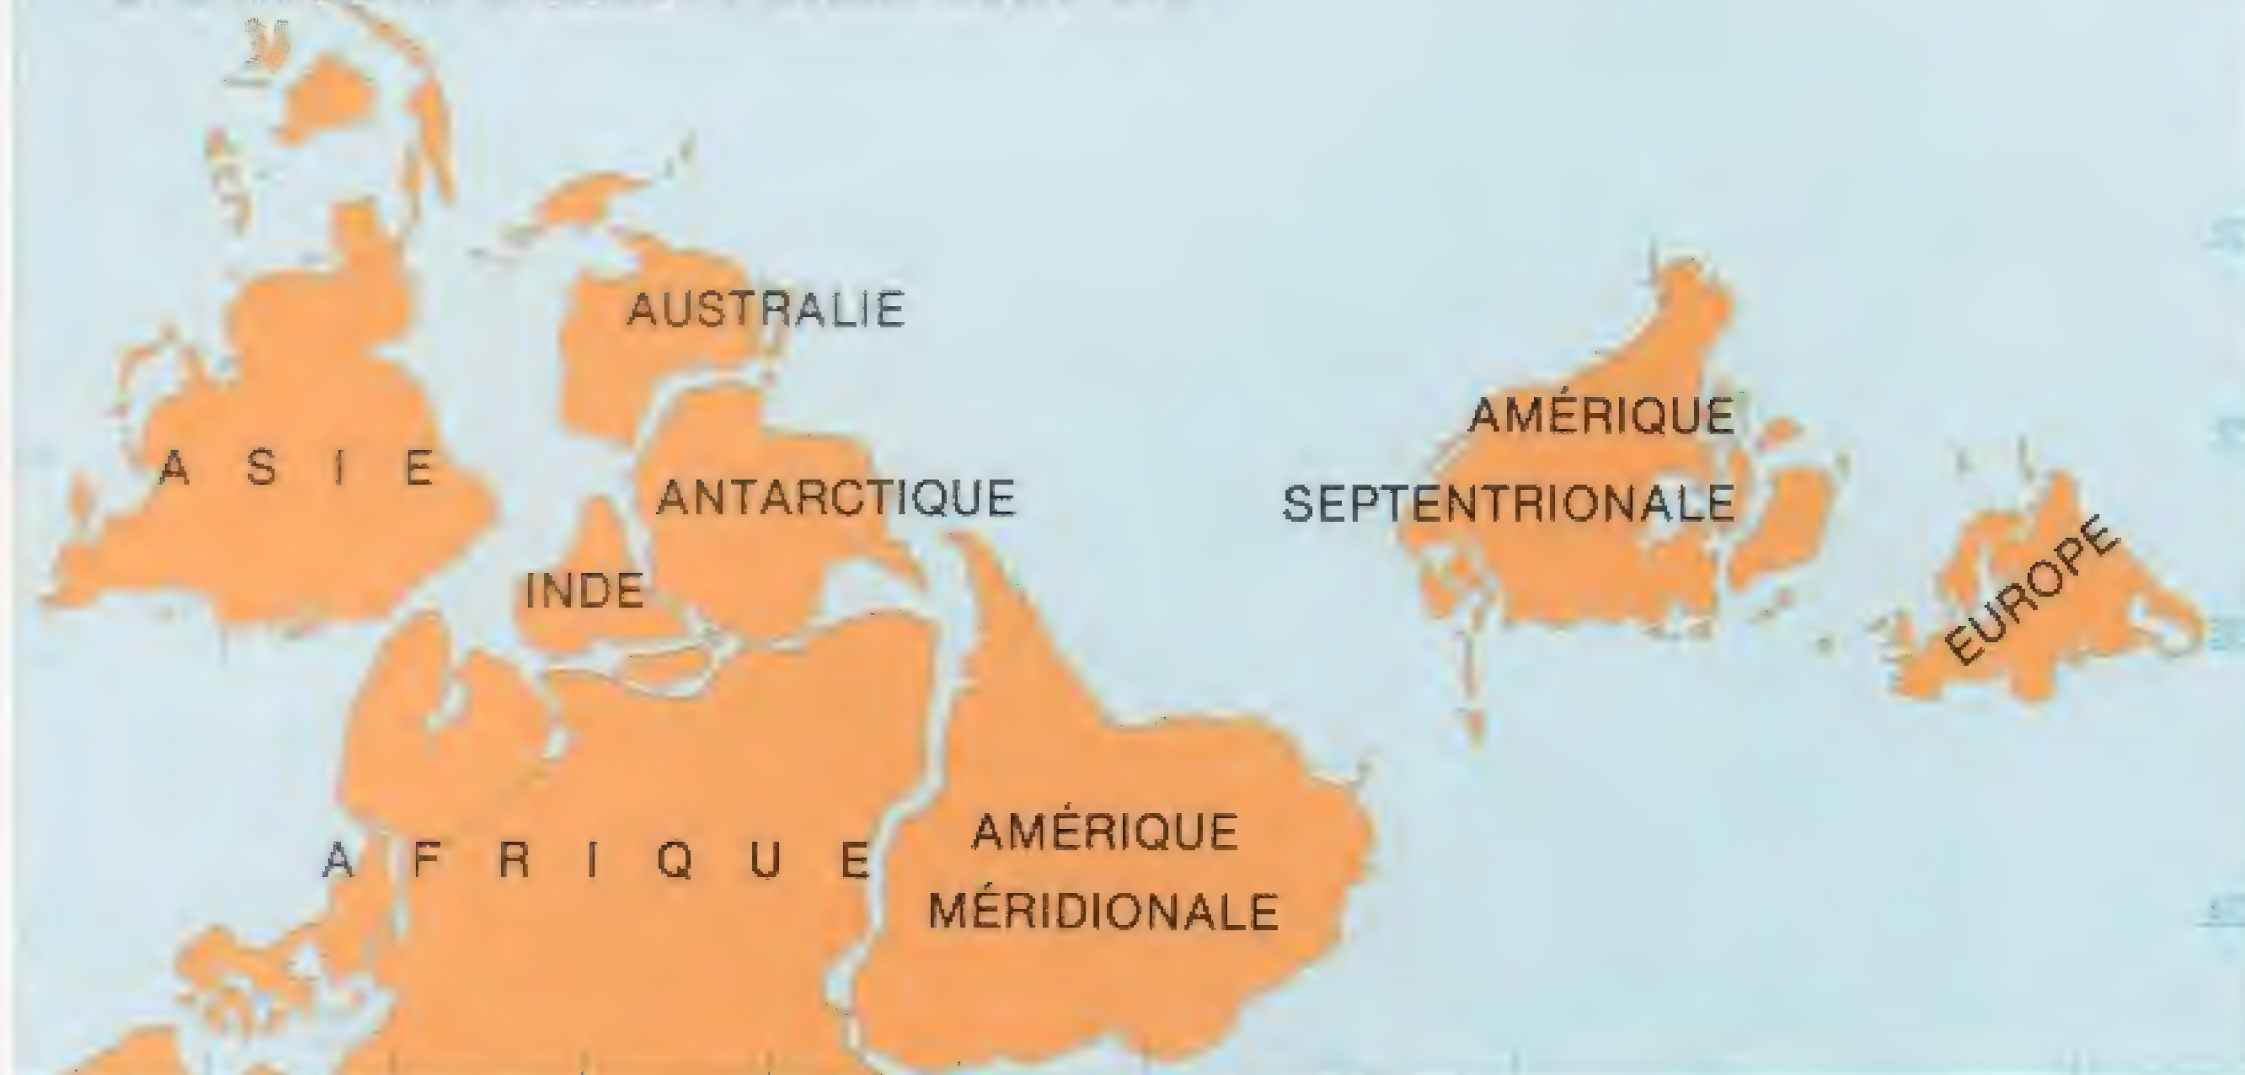 AUSTRALIE
AMÉRIQUE
SEPTENTRIONALE
ASIE
ANTARCTIQUE
INDE
EUROPE
AFRIQUE
AMÉRIQUE
MÉRIDIONALE